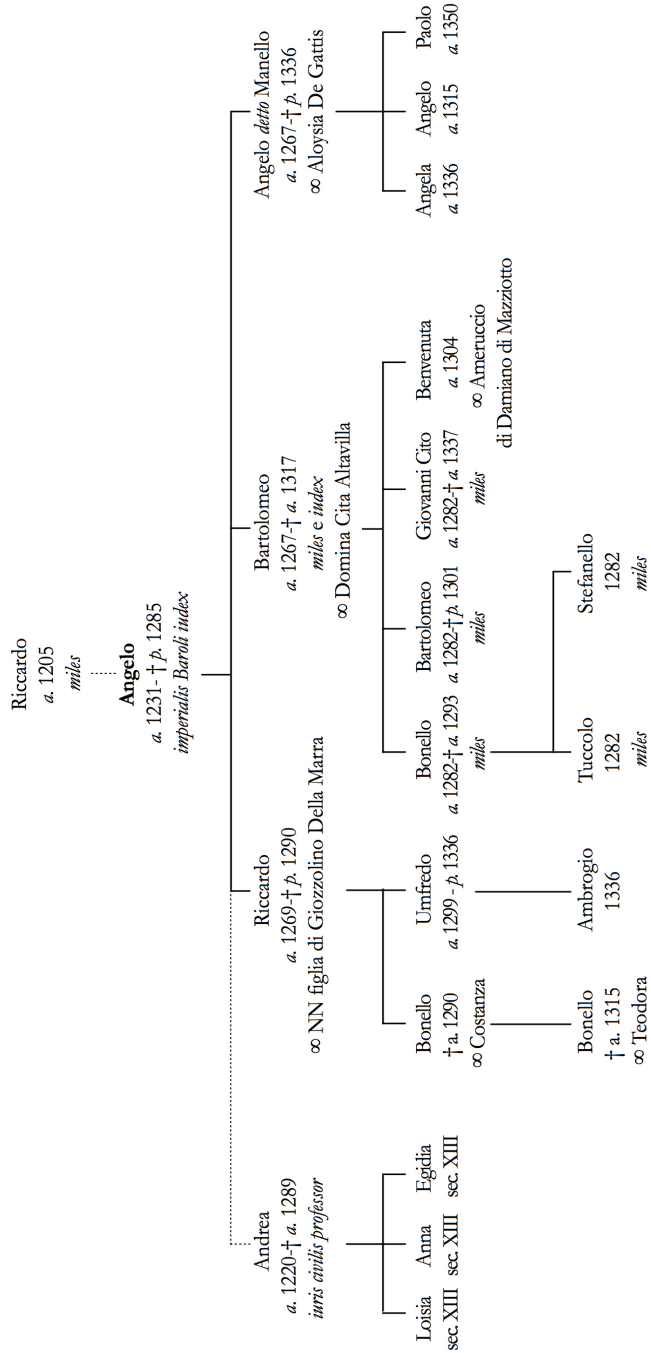 Riccardo
a. 1205
miles
Angelo
a. 1231- † p. 1285
imperialis Baroli iudex
Andrea
a. 1220-† a. 1289
iuris civilis professor
Riccardo
a. 1269-† p. 1290
∞ NN figlia di Giozzolino Della Marra
Bartolomeo
a. 1267-† a. 1317
miles e iudex
∞ Domina Cita Altavilla
Angelo detto Manello
a. 1267-† p. 1336
∞ Aloysia De Gattis
Loisia
sec. XIII
Anna
sec. XIII
Egidia
sec. XIII
Bonello
† a. 1290
∞ Costanza
Umfredo
a. 1299 - p. 1336
Bonello
a. 1282-† a. 1293
miles
Bartolomeo
a. 1282-† p. 1301
miles
Giovanni Cito
a. 1282-† a. 1337
miles
Benvenuta
a. 1304
∞ Ameruccio
di Damiano di Mazziotto
Angela
a. 1336
Angelo
a. 1315
Paolo
a. 1350
Bonello
† a. 1315
∞ Teodora
Ambrogio
1336
Tuccolo
1282
miles
Stefanello
1282
miles